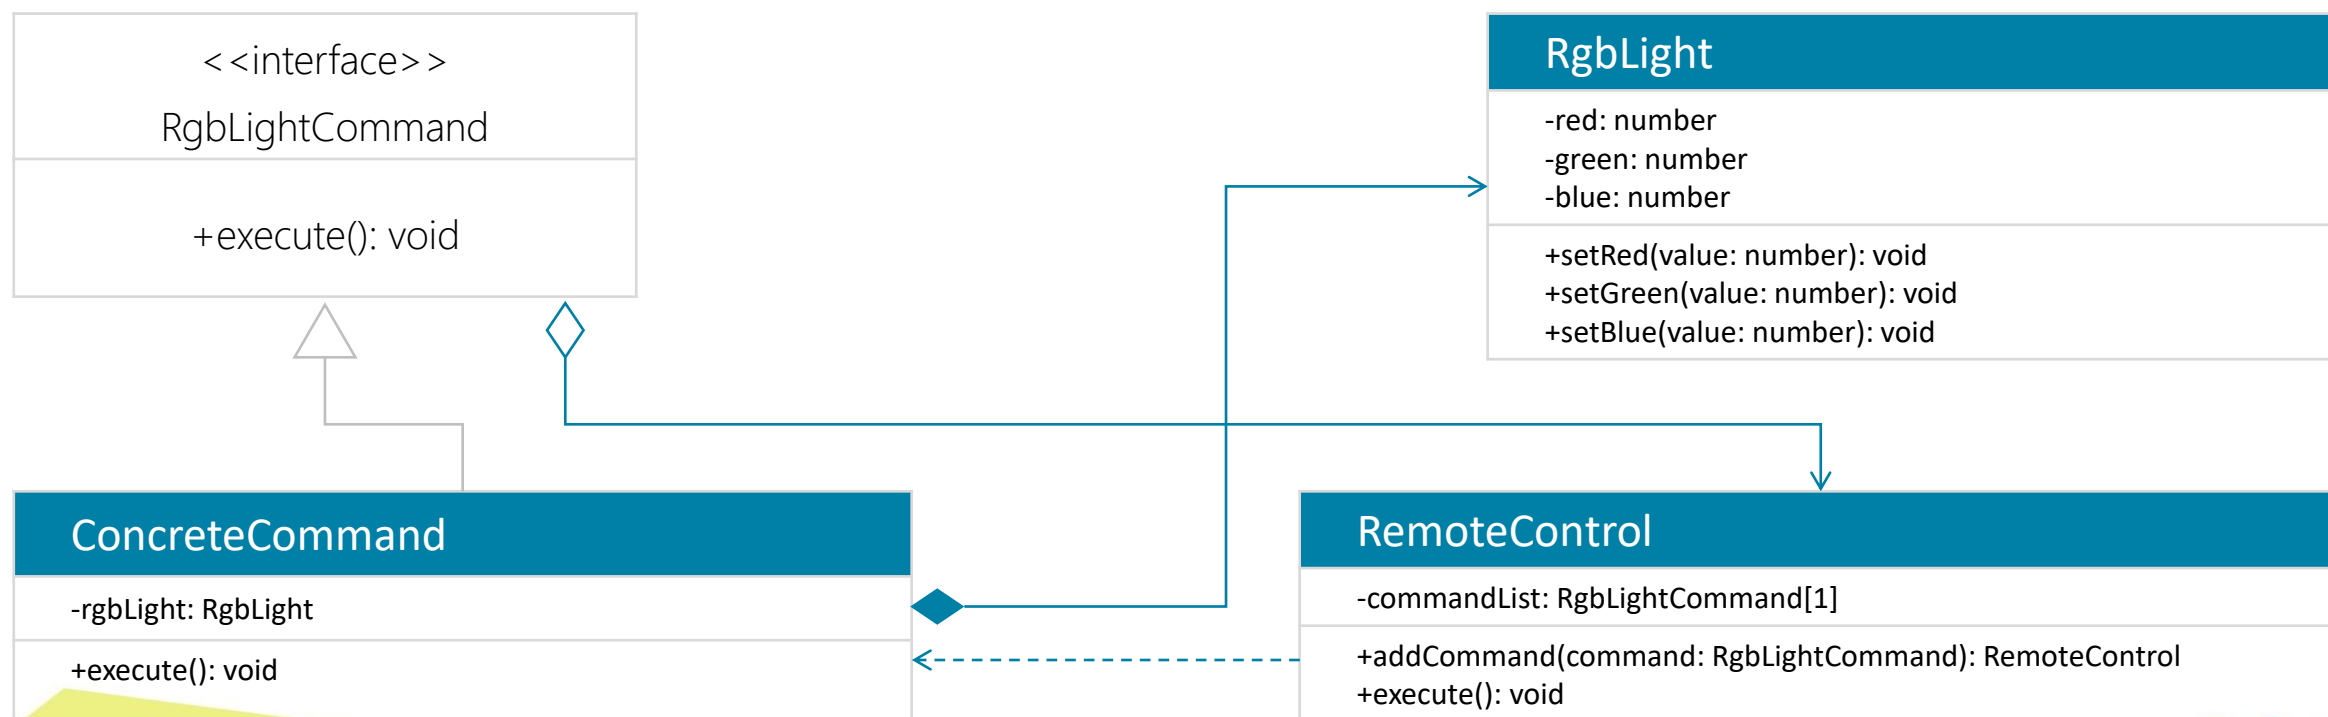 <<interface>>
RgbLightCommand
+execute(): void
RgbLight
-red: number
-green: number
-blue: number
+setRed(value: number): void
+setGreen(value: number): void
+setBlue(value: number): void
ConcreteCommand
-rgbLight: RgbLight
+execute(): void
RemoteControl
-commandList: RgbLightCommand[1]
+addCommand(command: RgbLightCommand): RemoteControl
+execute(): void